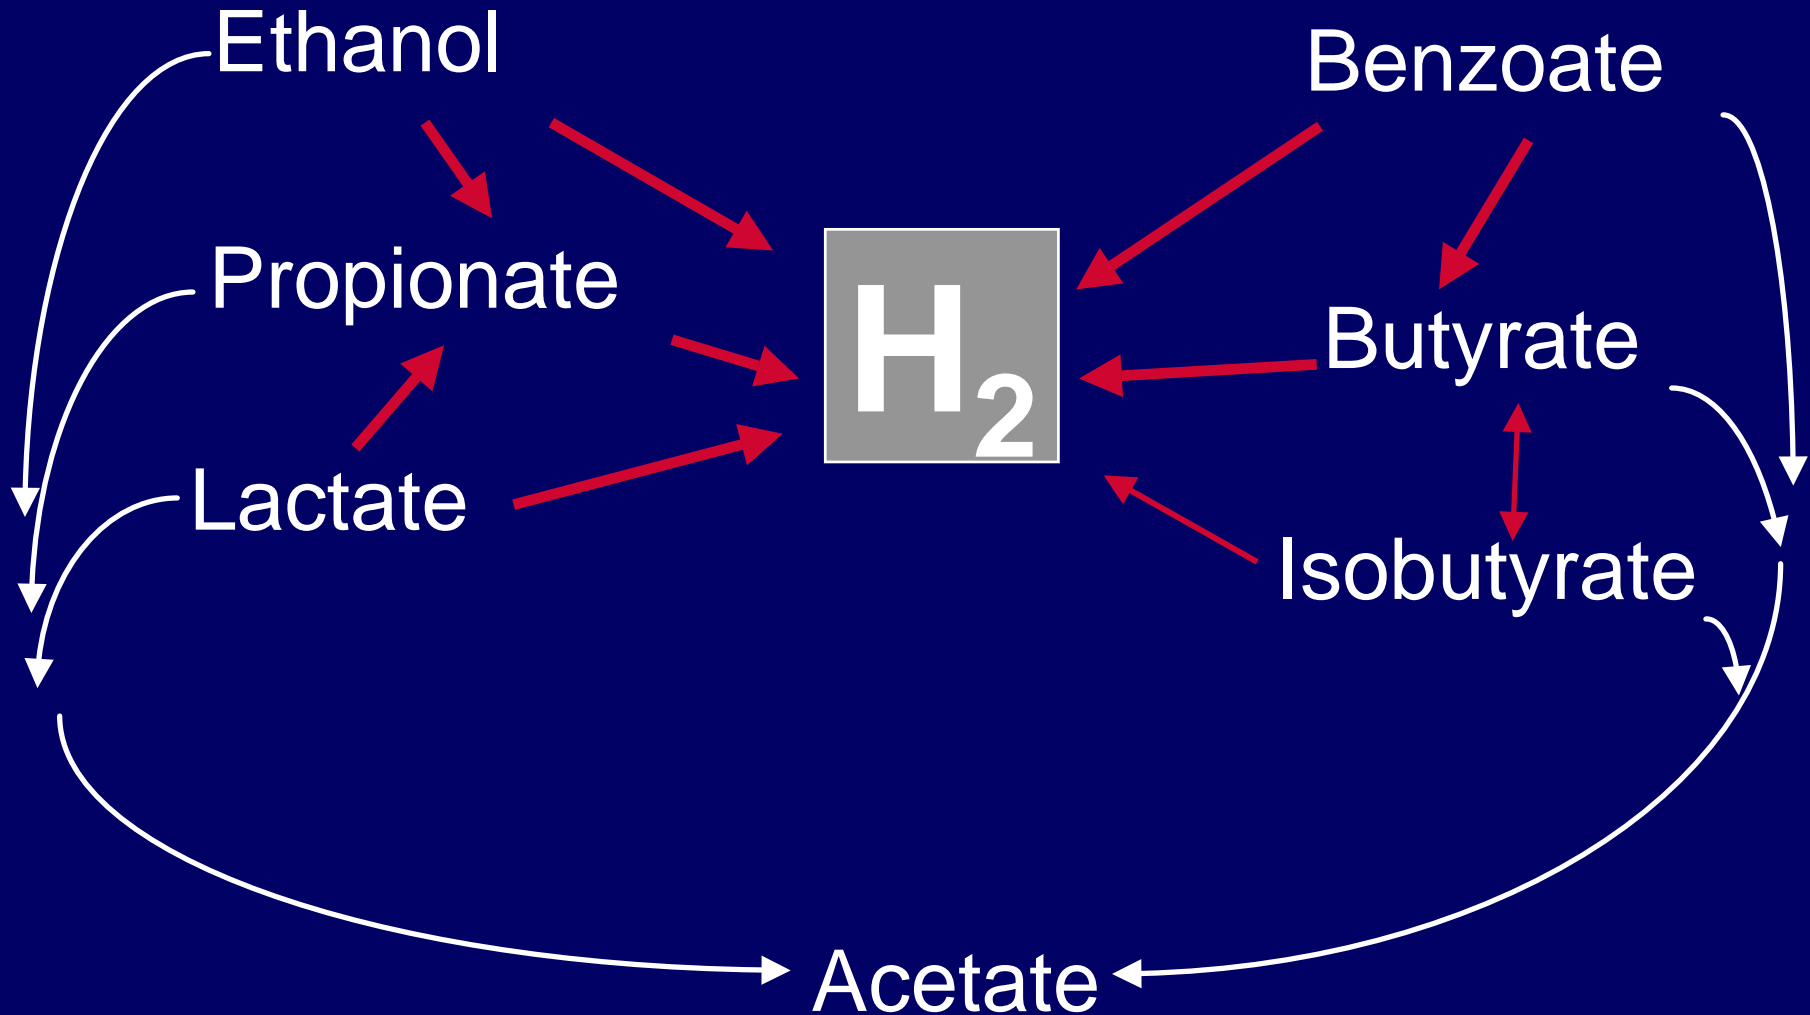 Ethanol
Benzoate
Propionate
H₂
Butyrate
Lactate
Isobutyrate
Acetate